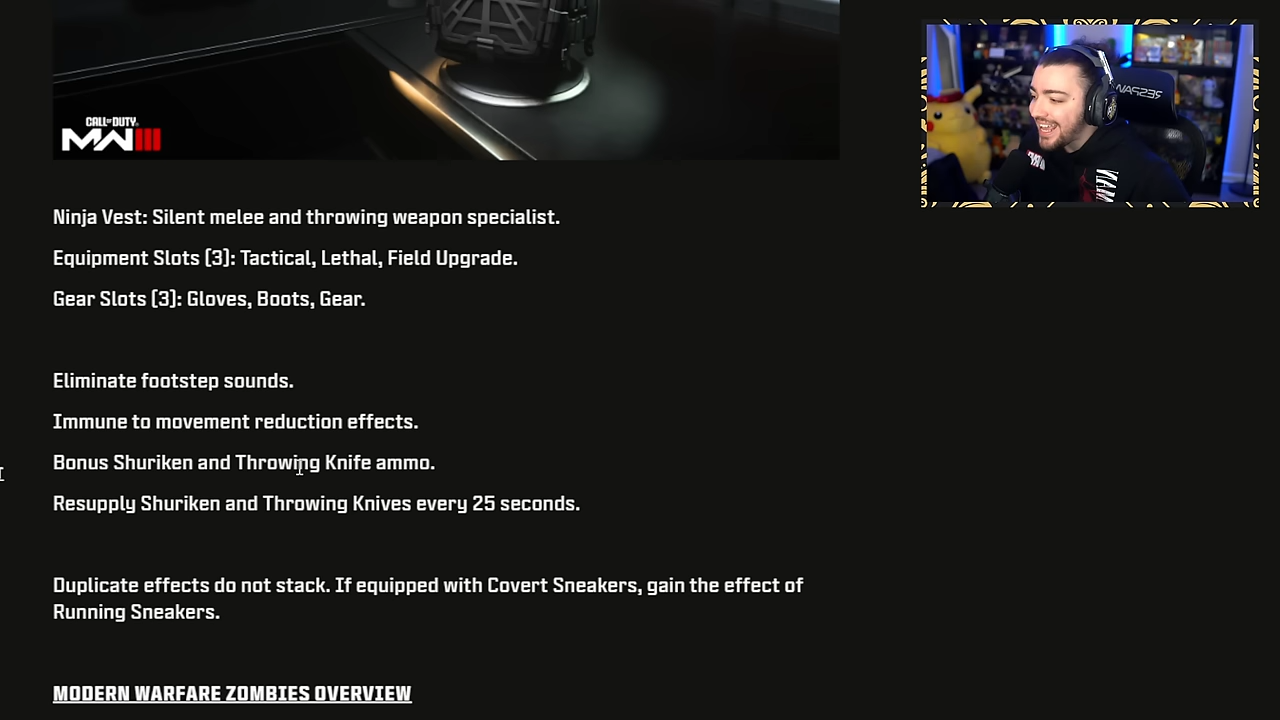 CALL OF DUTY
MWIII
RESPAWN
Ninja Vest: Silent melee and throwing weapon specialist.
Equipment Slots (3): Tactical, Lethal, Field Upgrade.
Gear Slots (3): Gloves, Boots, Gear.
Eliminate footstep sounds.
Immune to movement reduction effects.
Bonus Shuriken and Throwing Knife ammo.
Resupply Shuriken and Throwing Knives every 25 seconds.
Duplicate effects do not stack. If equipped with Covert Sneakers, gain the effect of
Running Sneakers.
MODERN WARFARE ZOMBIES OVERVIEW